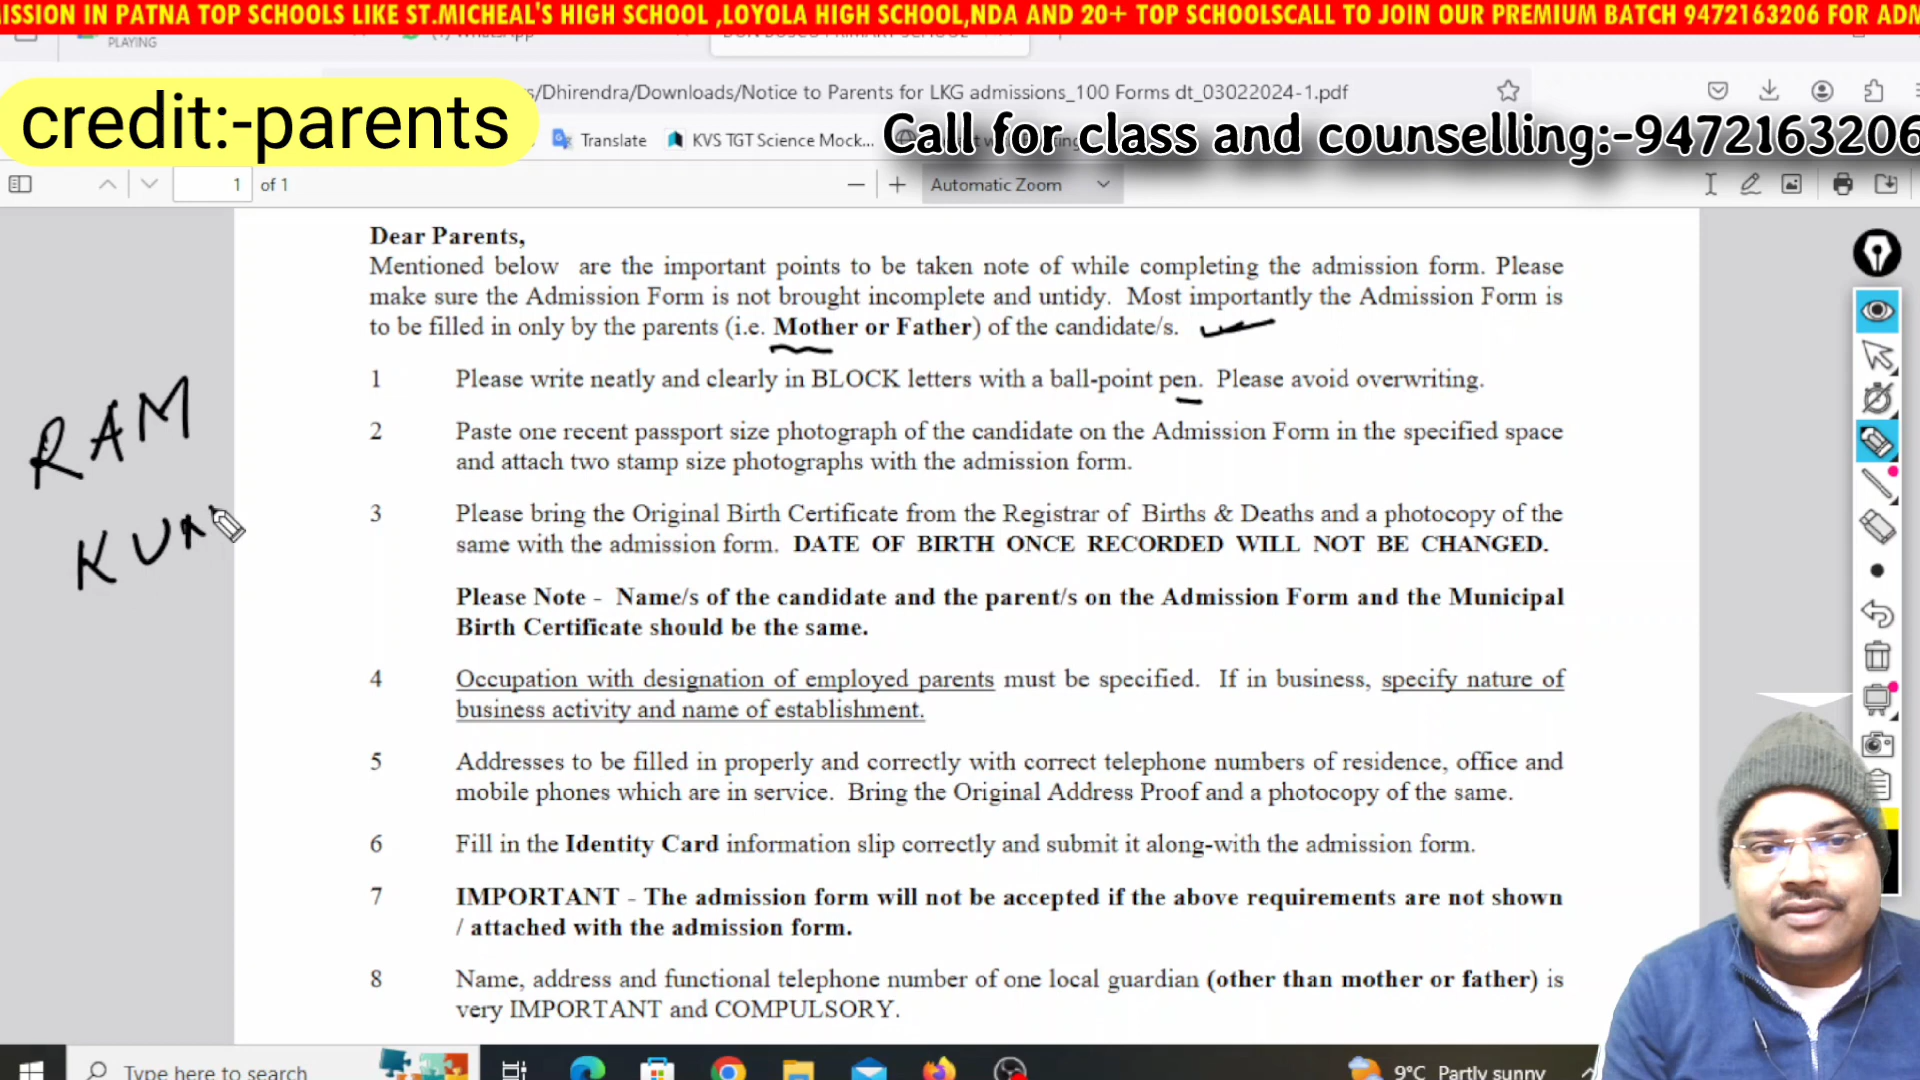 ISSION IN PATNA TOP SCHOOLS LIKE ST.MICHEAL'S HIGH SCHOOL ,LOYOLA HIGH SCHOOL,NDA AND 20+ TOP SCHOOLSCALL TO JOIN OUR PREMIUM BATCH 9472163206 FOR ADM
PLAYING
credit:-parents
s/Dhirendra/Downloads/Notice to Parents for LKG admissions_100 Forms dt_03022024-1.pdf
Translate
KVS TGT Science Mock...
Call for class and counselling:-9472163206
1 of 1
Automatic Zoom
Dear Parents,
Mentioned below are the important points to be taken note of while completing the admission form. Please
make sure the Admission Form is not brought incomplete and untidy. Most importantly the Admission Form is
to be filled in only by the parents (i.e. Mother or Father) of the candidate/s.
1 Please write neatly and clearly in BLOCK letters with a ball-point pen. Please avoid overwriting.
RAM
2 Paste one recent passport size photograph of the candidate on the Admission Form in the specified space
and attach two stamp size photographs with the admission form.
3 Please bring the Original Birth Certificate from the Registrar of Births & Deaths and a photocopy of the
same with the admission form. DATE OF BIRTH ONCE RECORDED WILL NOT BE CHANGED.
Please Note - Name/s of the candidate and the parent/s on the Admission Form and the Municipal
Birth Certificate should be the same.
4 Occupation with designation of employed parents must be specified. If in business, specify nature of
business activity and name of establishment.
5 Addresses to be filled in properly and correctly with correct telephone numbers of residence, office and
mobile phones which are in service. Bring the Original Address Proof and a photocopy of the same.
6 Fill in the Identity Card information slip correctly and submit it along-with the admission form.
7 IMPORTANT - The admission form will not be accepted if the above requirements are not shown
/ attached with the admission form.
8 Name, address and functional telephone number of one local guardian (other than mother or father) is
very IMPORTANT and COMPULSORY.
Type here to search
9°C Partly sunny